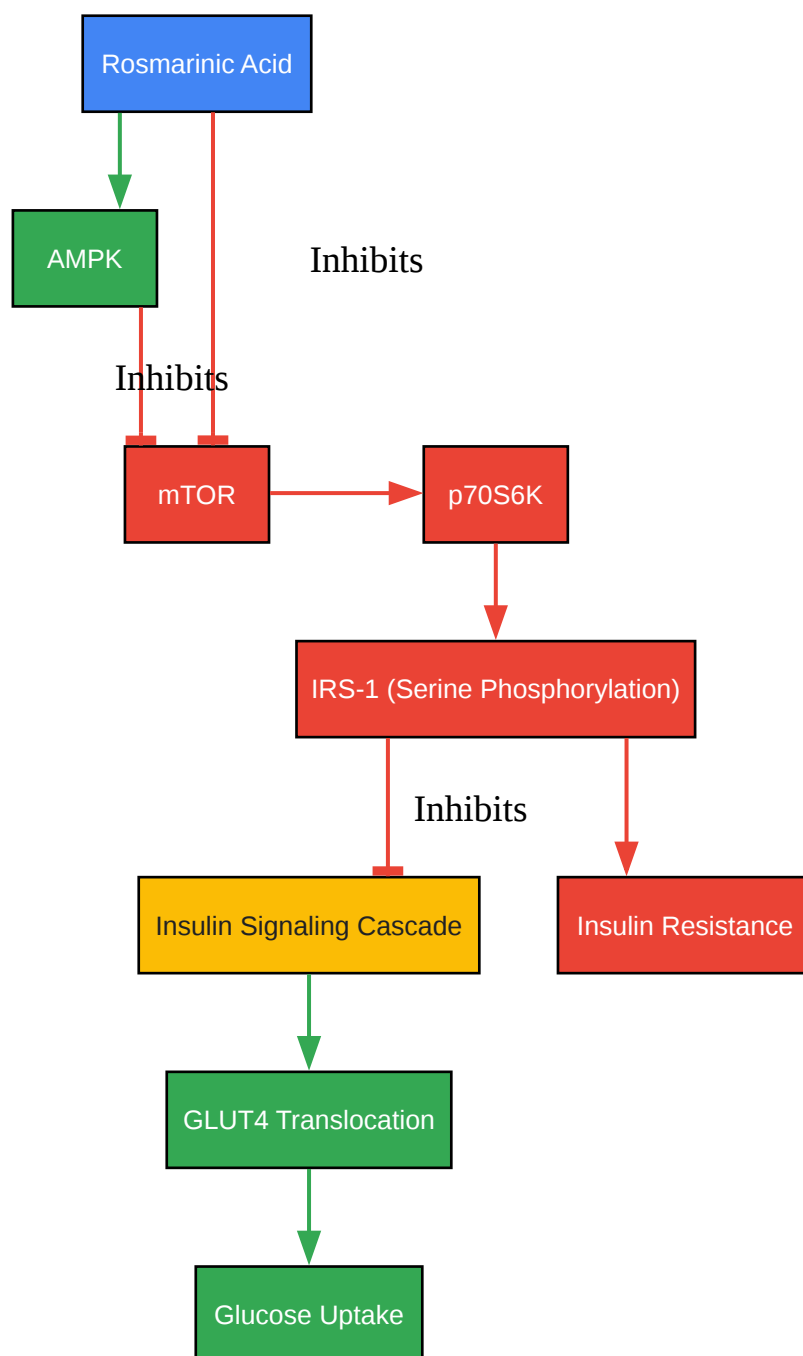 Rosmarinic Acid
AMPK
Inhibits
Inhibits
mTOR
p70S6K
IRS-1 (Serine Phosphorylation)
Inhibits
Insulin Signaling Cascade
Insulin Resistance
GLUT4 Translocation
Glucose Uptake